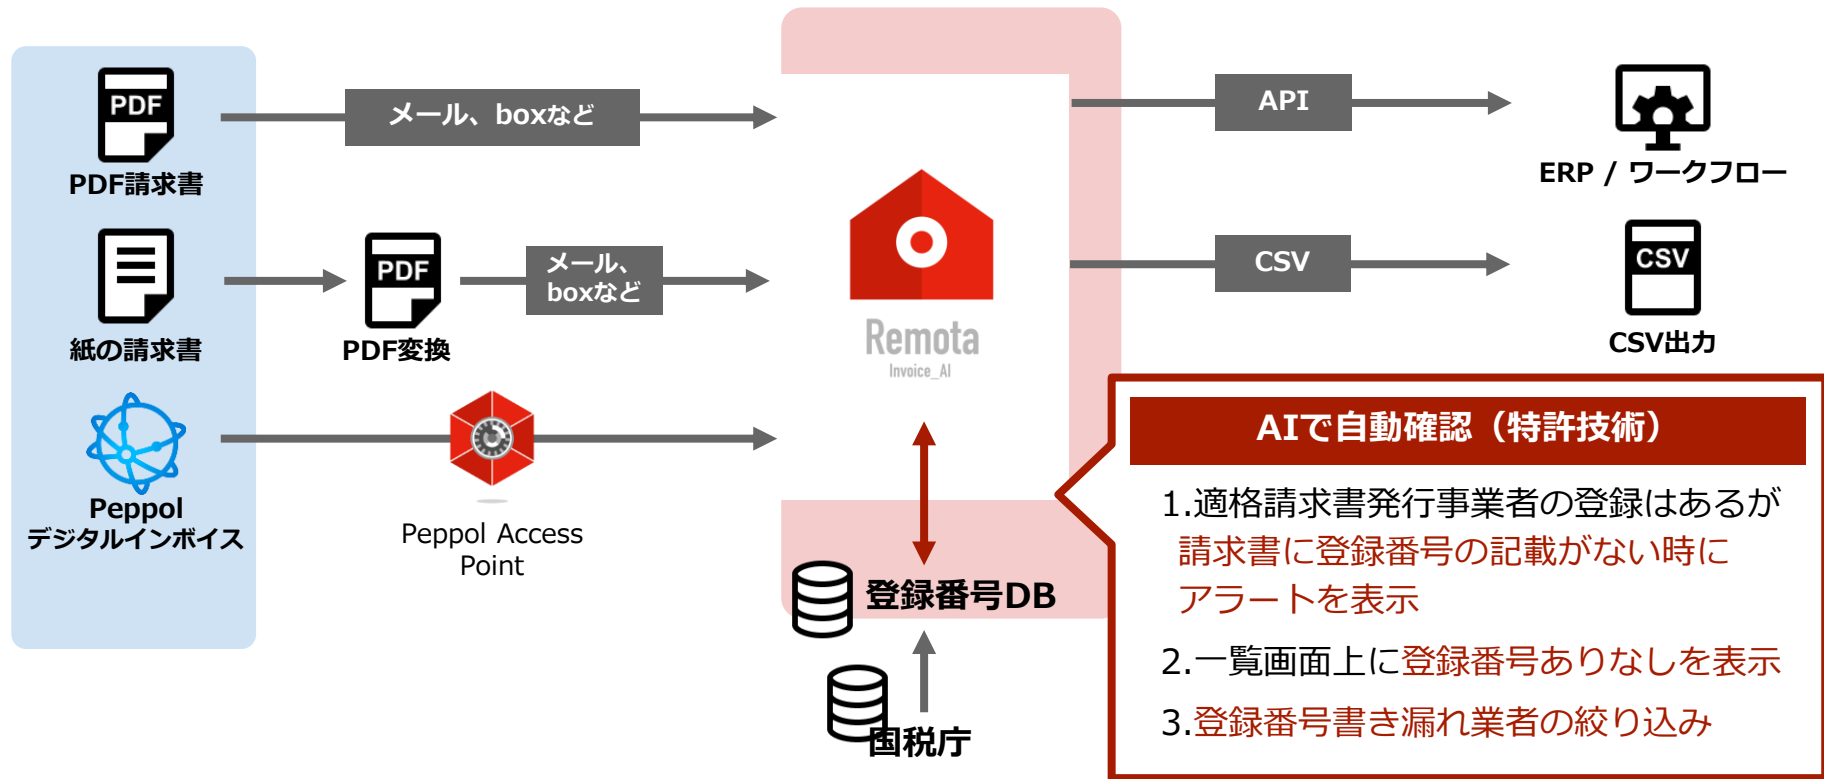 PDF
PDF請求書
メール、boxなど
API
ERP / ワークフロー
紙の請求書
PDF
PDF変換
メール、
boxなど
Remota
Invoice_AI
CSV
CSV
CSV出力
Peppol
デジタルインボイス
Peppol Access
Point
登録番号DB
国税庁
AIで自動確認（特許技術）
1.適格請求書発行事業者の登録はあるが
請求書に登録番号の記載がない時に
アラートを表示
2.一覧画面上に登録番号ありなしを表示
3.登録番号書き漏れ業者の絞り込み